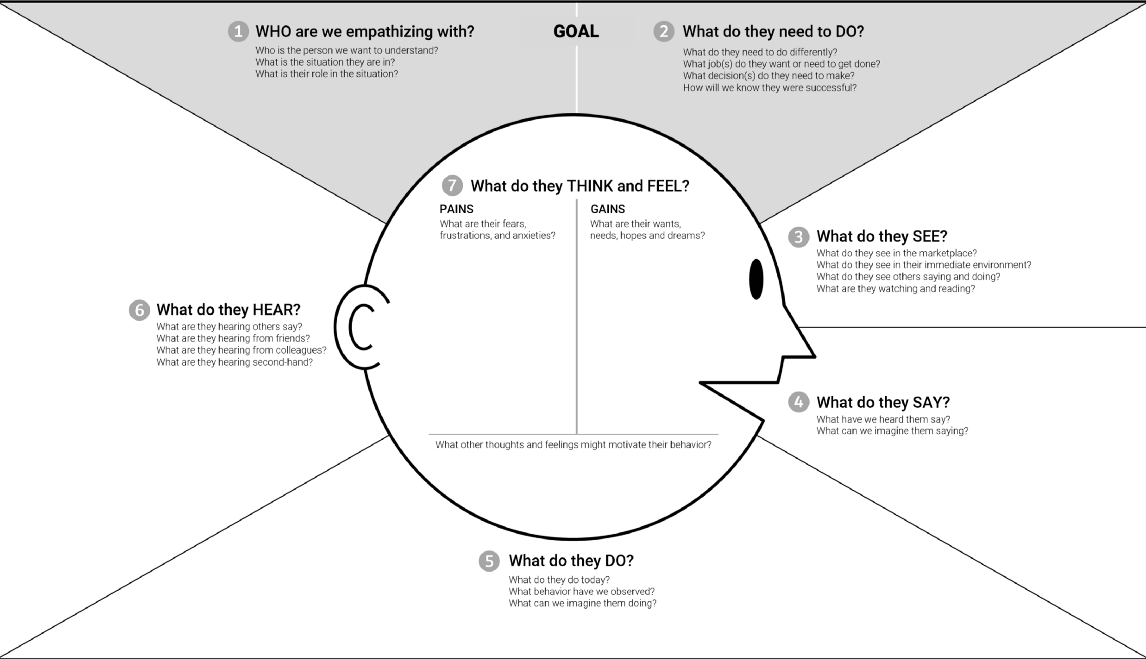 GOAL
1 WHO are we empathizing with?
Who is the person we want to understand?
What is the situation they are in?
What is their role in the situation?
2 What do they need to DO?
What do they need to do differently?
What job(s) do they want or need to get done?
What decision(s) do they need to make?
How will we know they were successful?
3 What do they SEE?
What do they see in the marketplace?
What do they see in their immediate environment?
What do they see others saying and doing?
What are they watching and reading?
4 What do they SAY?
What have we heard them say?
What can we imagine them saying?
5 What do they DO?
What do they do today?
What behavior have we observed?
What can we imagine them doing?
6 What do they HEAR?
What are they hearing others say?
What are they hearing from friends?
What are they hearing from colleagues?
What are they hearing second-hand?
7 What do they THINK and FEEL?
PAINS
What are their fears,
frustrations, and anxieties?
GAINS
What are their wants,
needs, hopes and dreams?
What other thoughts and feelings might motivate their behavior?